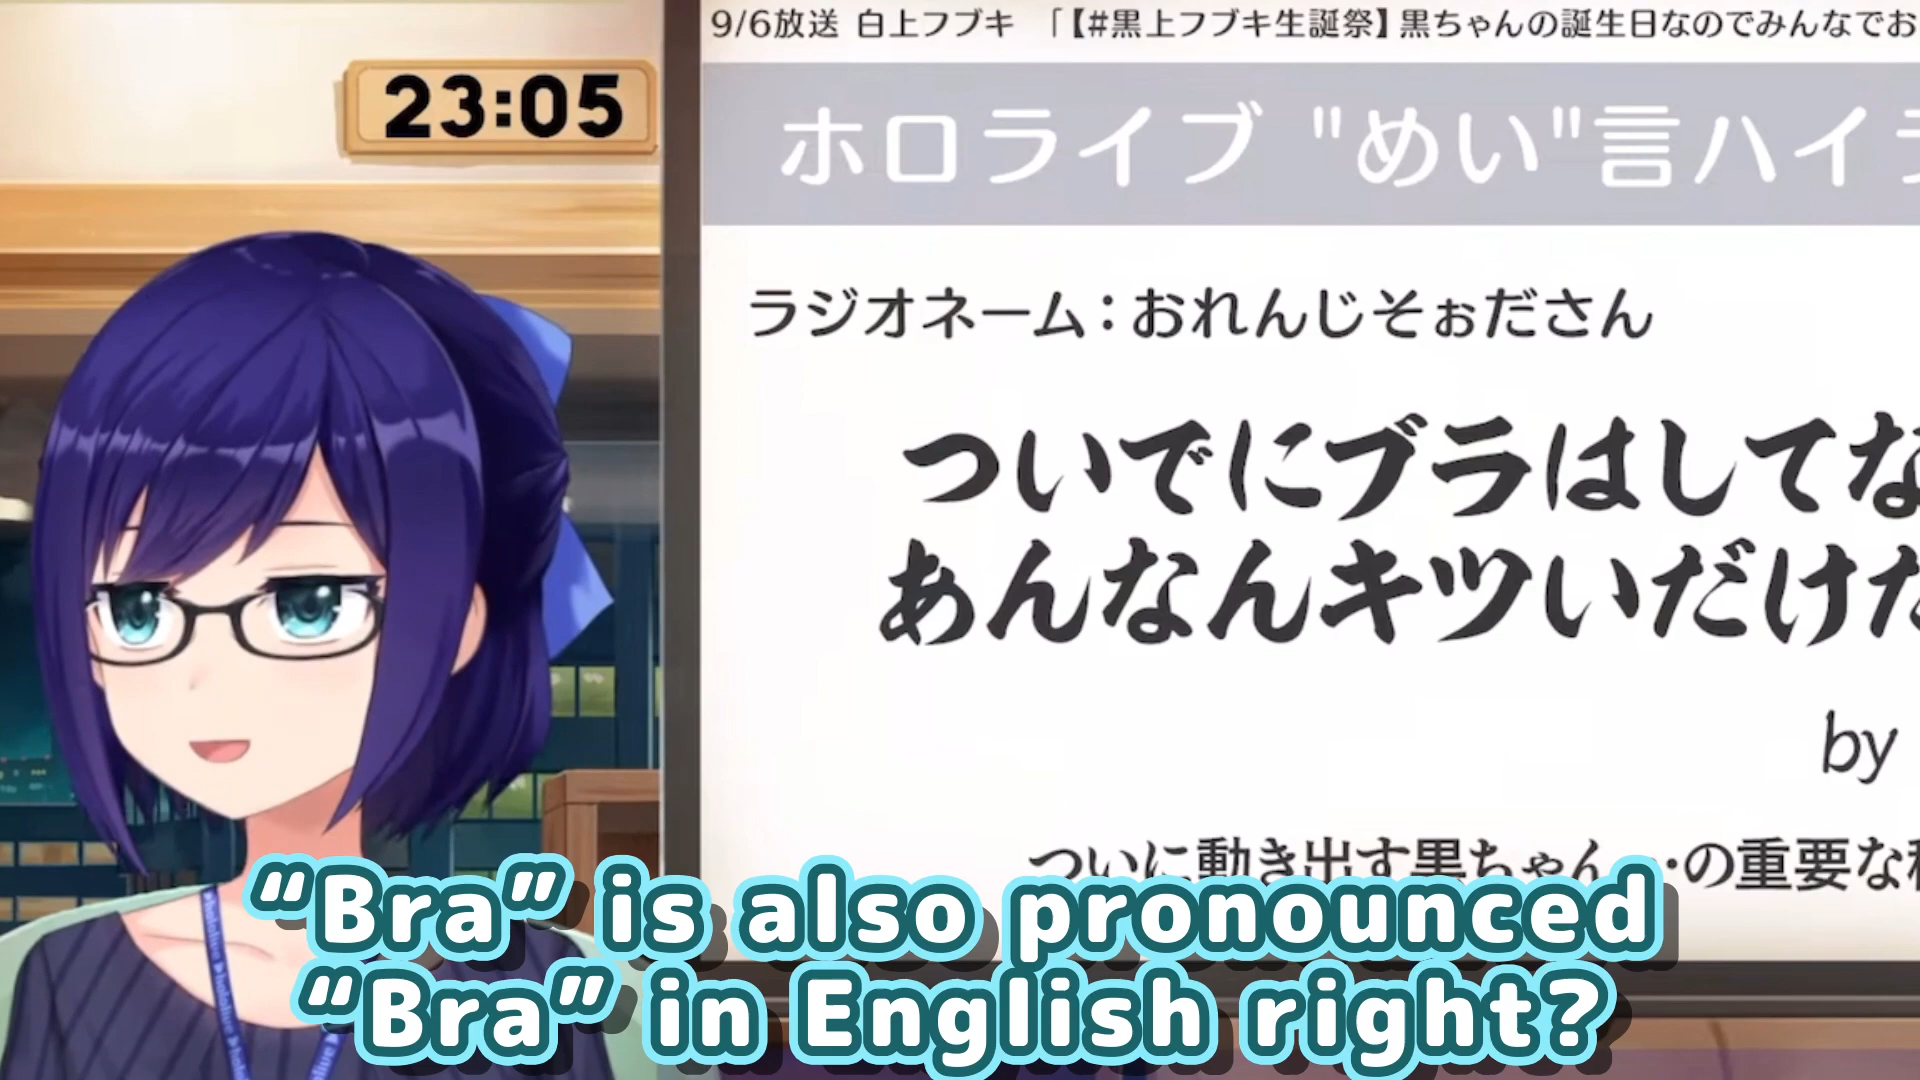 9/6放送 白上フブキ 「【#黒上フブキ生誕祭】黒ちゃんの誕生日なのでみんなでお
23:05
ホロライブ "めい"言ハイラ
ラジオネーム：おれんじそぉださん
ついでにブラはしてな
あんなんキツいだけだ
by
ついに動き出す黒ちゃん…の重要な
“Bra” is also pronounced
“Bra” in English right?
hololive hololive